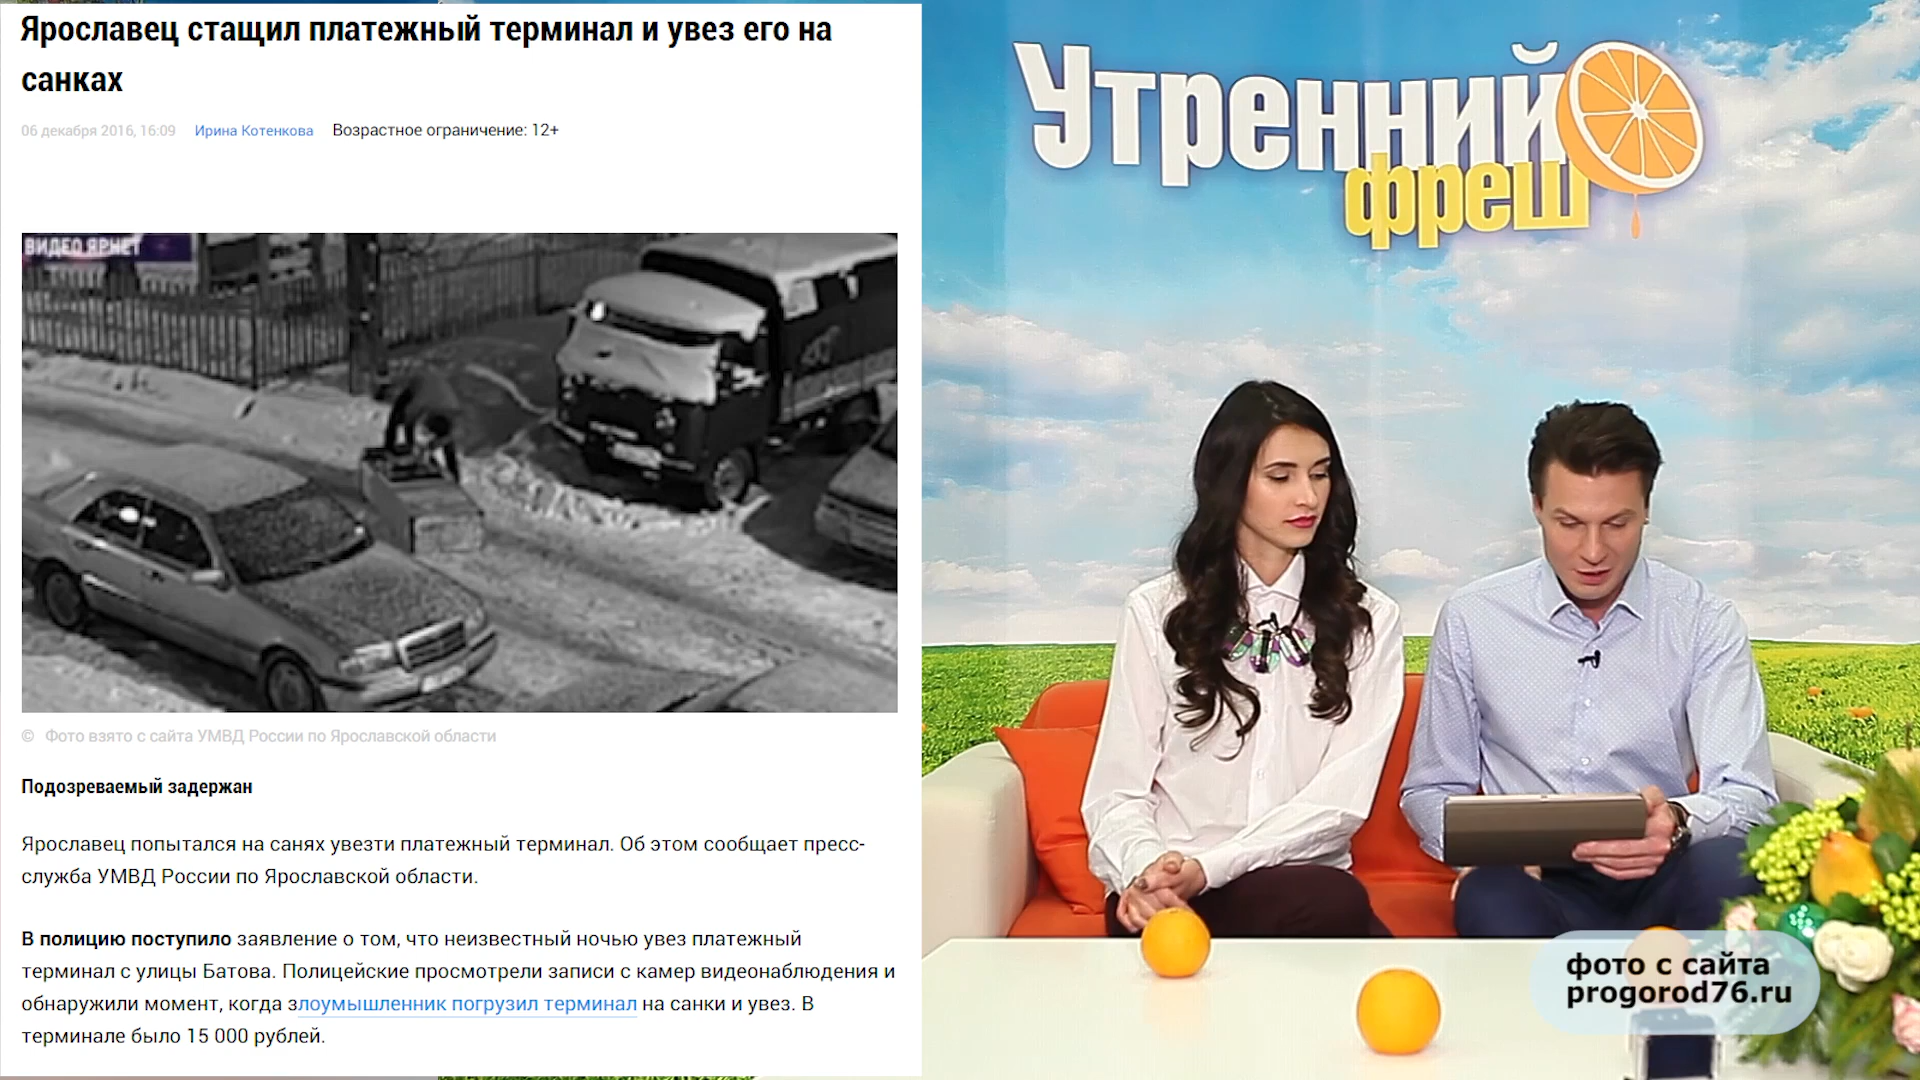 Ярославец стащил платежный терминал и увез его на
санках
06 декабря 2016, 16:09 Ирина Котенкова Возрастное ограничение: 12+
ВИДЕО ЯРНЕТ
© Фото взято с сайта УМВД России по Ярославской области
Подозреваемый задержан
Ярославец попытался на санях увезти платежный терминал. Об этом сообщает пресс-
служба УМВД России по Ярославской области.
В полицию поступило заявление о том, что неизвестный ночью увез платежный
терминал с улицы Батова. Полицейские просмотрели записи с камер видеонаблюдения и
обнаружили момент, когда злоумышленник погрузил терминал на санки и увез. В
терминале было 15 000 рублей.
Утренний
фреш
фото с сайта
progorod76.ru